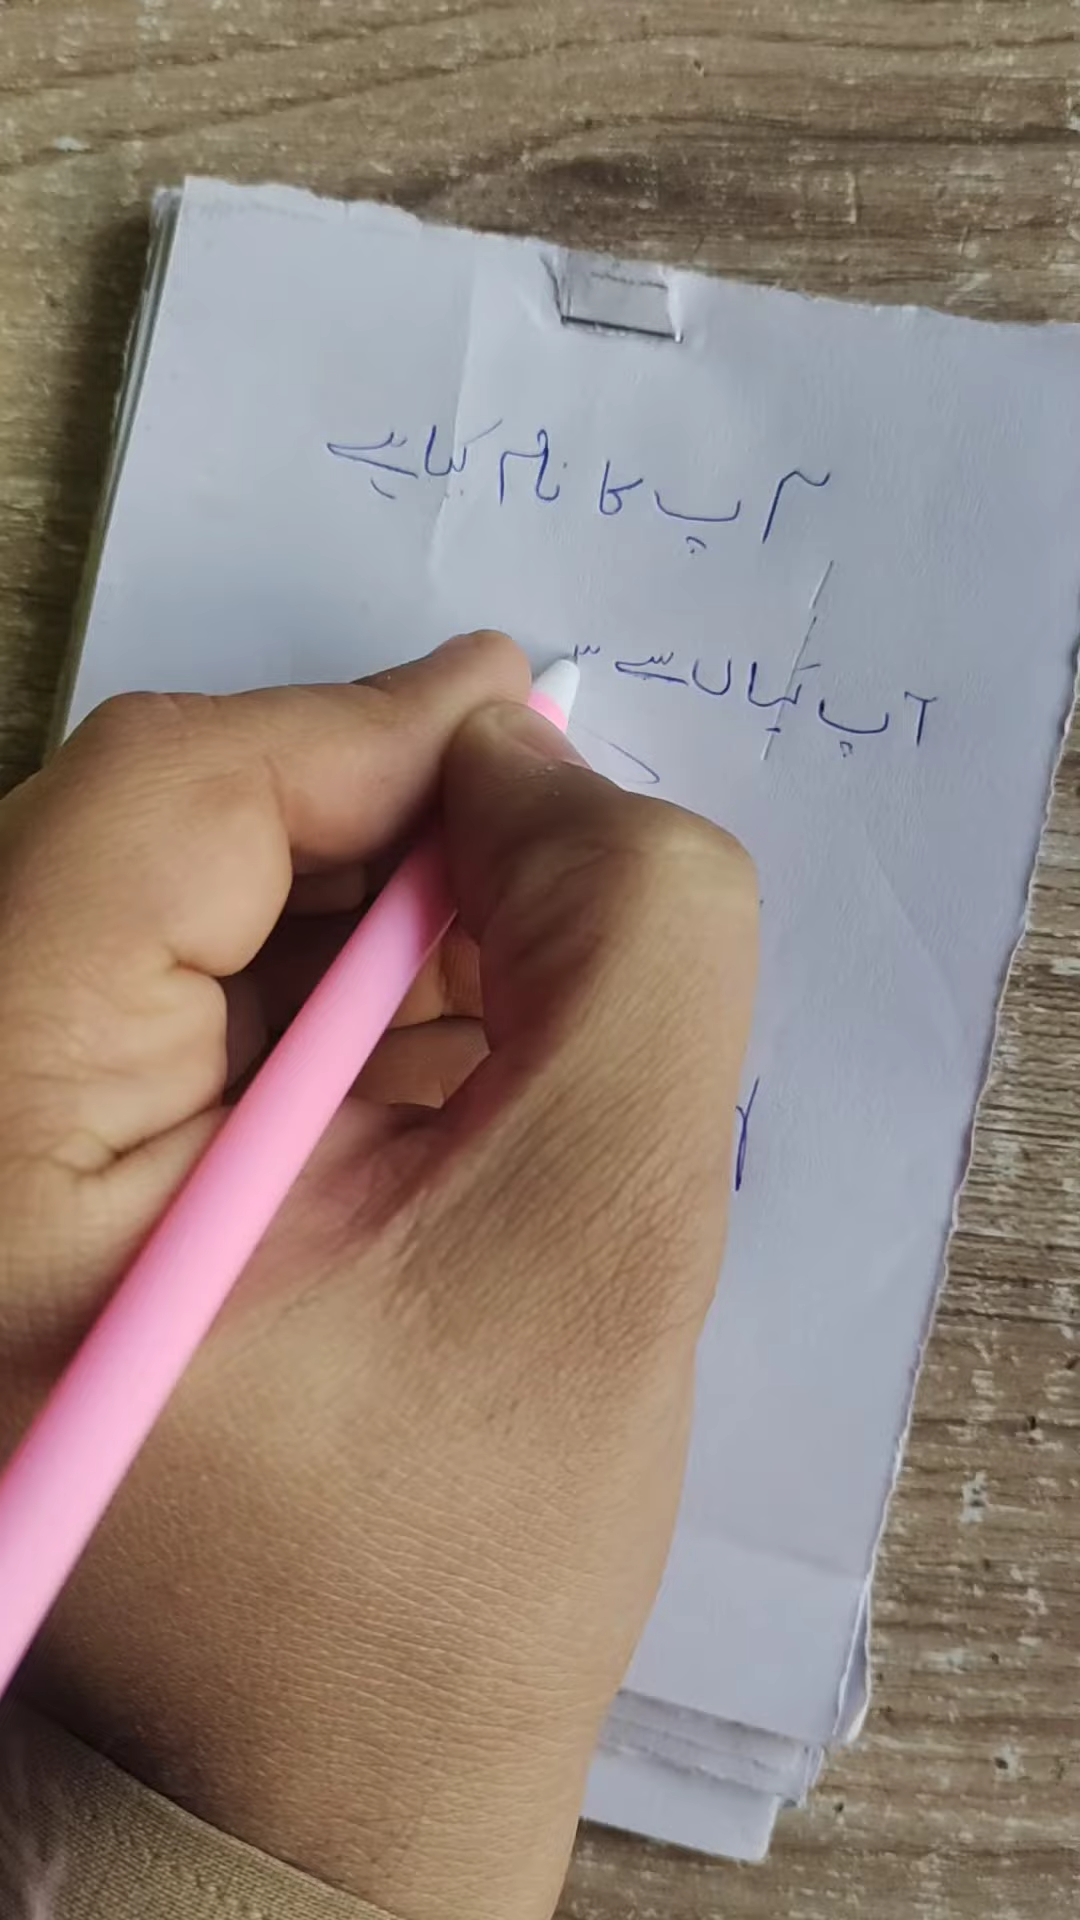 آپ کا نام کیا ہے
آپ کہاں سے